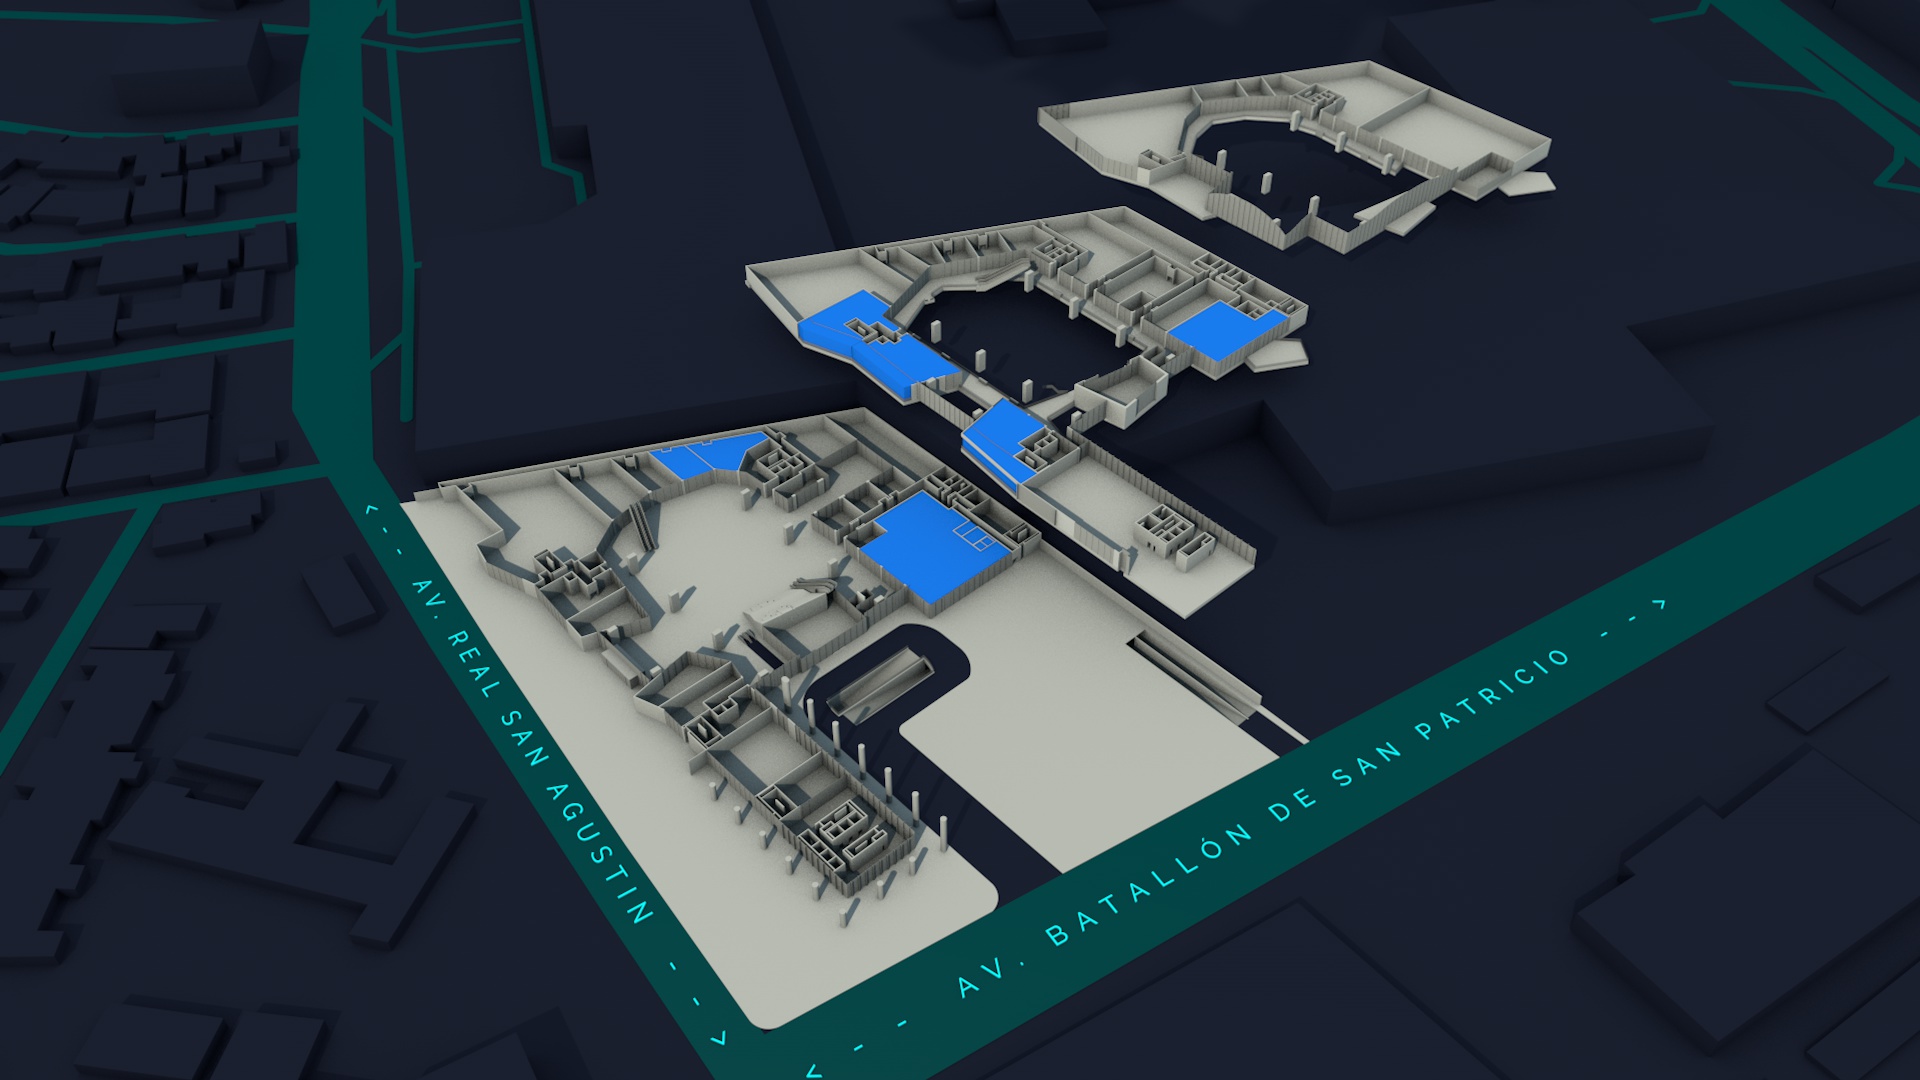 <-- AV. REAL SAN AGUSTIN -->
<-- AV. BATALLÓN DE SAN PATRICIO -->